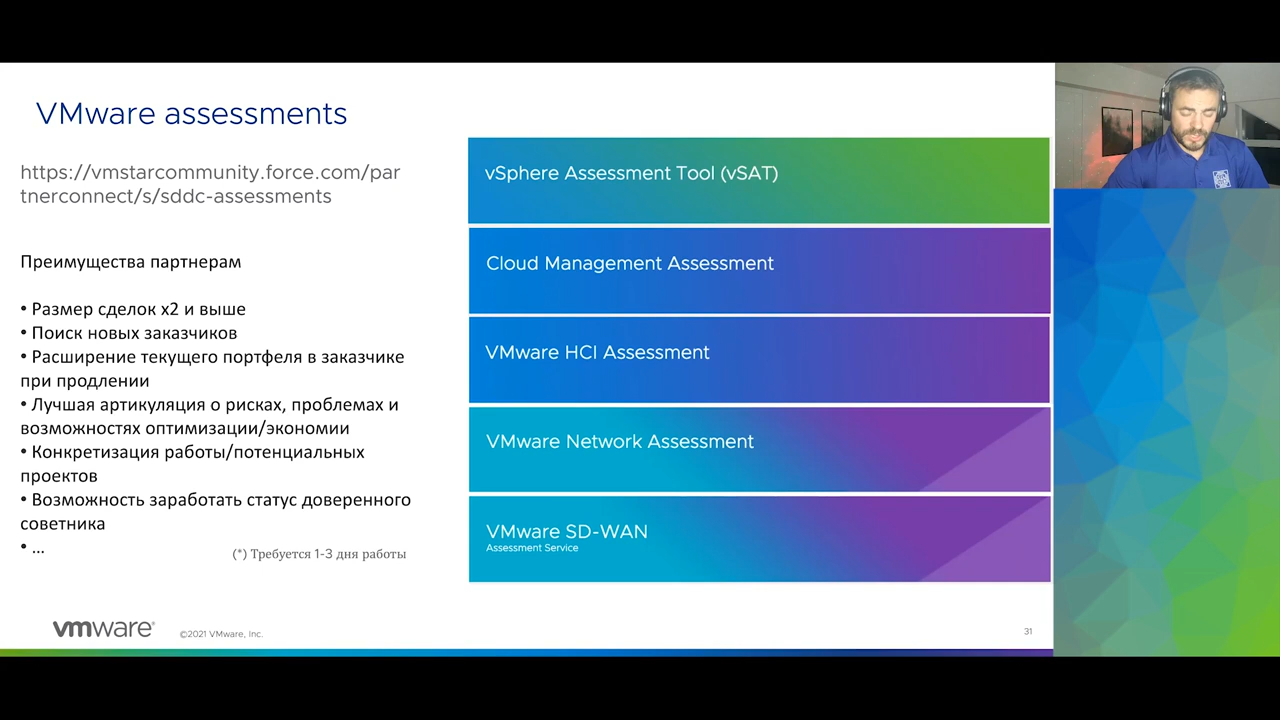 VMware assessments
https://vmstarcommunity.force.com/par
tnerconnect/s/sddc-assessments
Преимущества партнерам
• Размер сделок x2 и выше
• Поиск новых заказчиков
• Расширение текущего портфеля в заказчике
при продлении
• Лучшая артикуляция о рисках, проблемах и
возможностях оптимизации/экономии
• Конкретизация работы/потенциальных
проектов
• Возможность заработать статус доверенного
советника
• ...
(*) Требуется 1-3 дня работы
vSphere Assessment Tool (vSAT)
Cloud Management Assessment
VMware HCI Assessment
VMware Network Assessment
VMware SD-WAN
Assessment Service
vmware®
©2021 VMware, Inc.
31